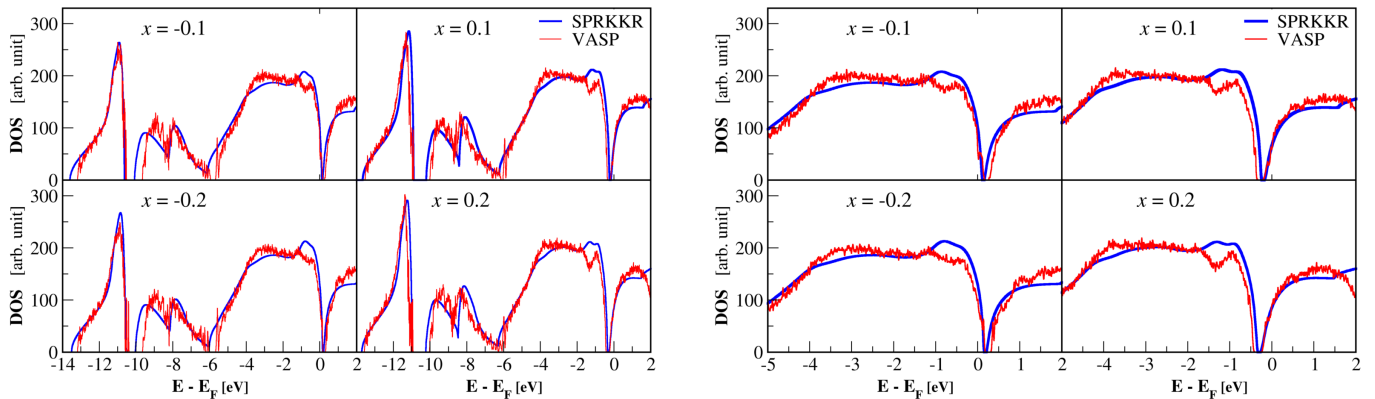 300
200
100
0
DOS [arb. unit]
x = -0.1
x = 0.1
SPRKKR
VASP
300
200
100
0
DOS [arb. unit]
x = -0.2
x = 0.2
-14 -12 -10 -8 -6 -4 -2 0 2
-12 -10 -8 -6 -4 -2 0 2
E - EF [eV]
E - EF [eV]
300
200
100
0
DOS [arb. unit]
x = -0.1
x = 0.1
SPRKKR
VASP
300
200
100
0
DOS [arb. unit]
x = -0.2
x = 0.2
-5 -4 -3 -2 -1 0 1 2
-4 -3 -2 -1 0 1 2
E - EF [eV]
E - EF [eV]